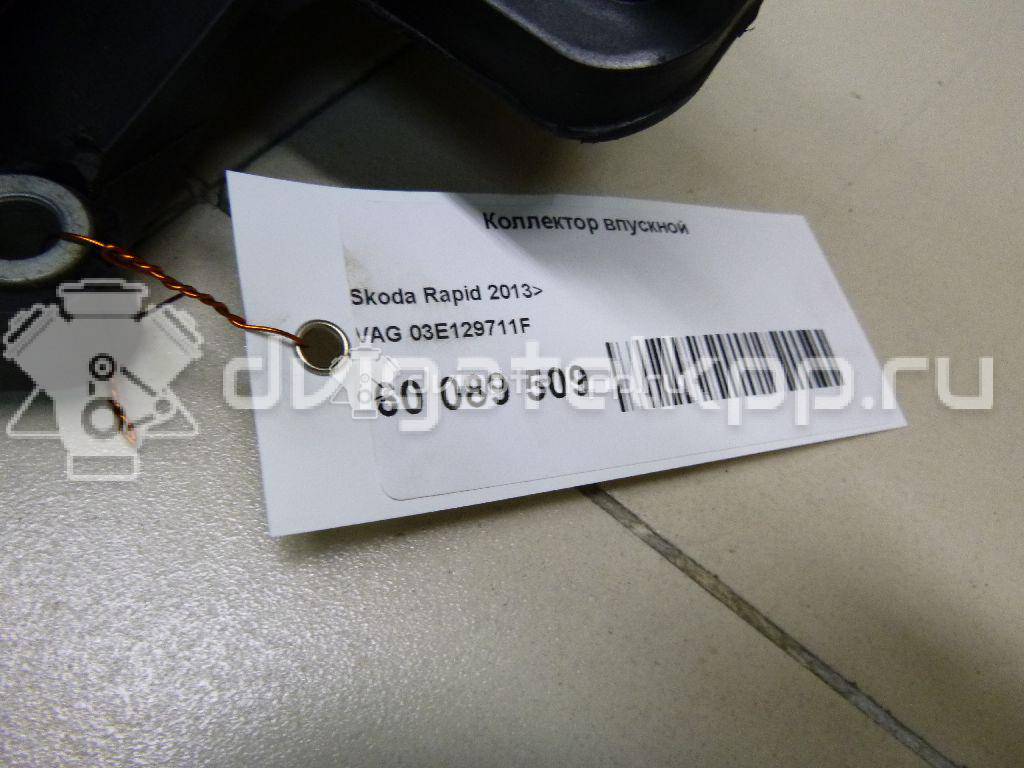 Коллектор впускной
Skoda Rapid 2013>
VAG 03E129711F
60 089 509
dvigatel-kpp.ru